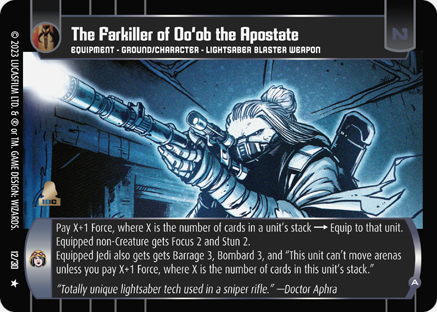 The Farkiller of Oo'ob the Apostate
EQUIPMENT - GROUND/CHARACTER - LIGHTSABER BLASTER WEAPON
N
© 2023 LUCASFILM LTD. & ® or TM. GAME DESIGN: WIZARDS.
IDC
Pay X+1 Force, where X is the number of cards in a unit's stack → Equip to that unit.
Equipped non-Creature gets Focus 2 and Stun 2.
Equipped Jedi also gets gets Barrage 3, Bombard 3, and "This unit can't move arenas
unless you pay X+1 Force, where X is the number of cards in this unit's stack."
"Totally unique lightsaber tech used in a sniper rifle." —Doctor Aphra
12/30
A